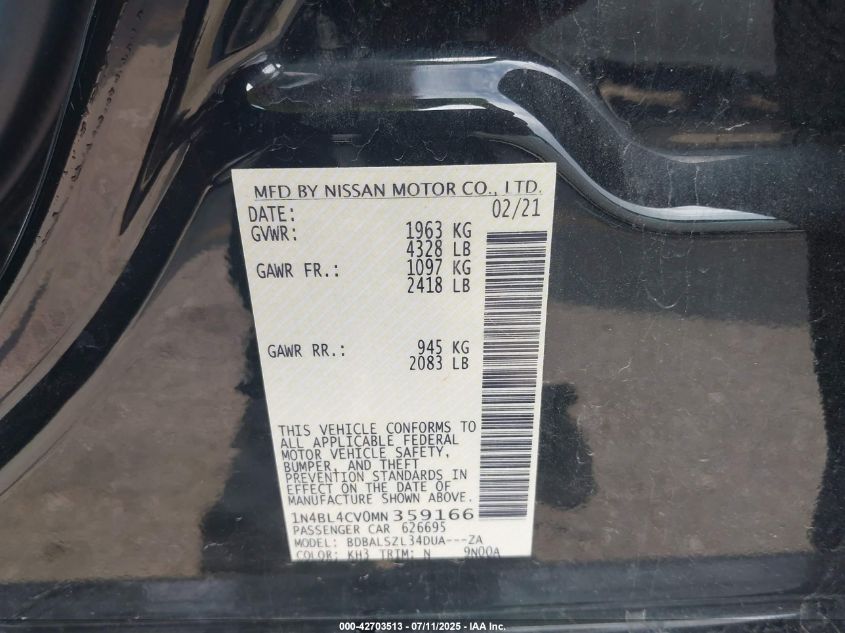 MFD BY NISSAN MOTOR CO., LTD.
DATE: 02/21
GVWR: 1963 KG
4328 LB
GAWR FR.: 1097 KG
2418 LB
GAWR RR.: 945 KG
2083 LB
THIS VEHICLE CONFORMS TO
ALL APPLICABLE FEDERAL
MOTOR VEHICLE SAFETY,
BUMPER, AND THEFT
PREVENTION STANDARDS IN
EFFECT ON THE DATE OF
MANUFACTURE SHOWN ABOVE.
1N4BL4CV0MN359166
PASSENGER CAR 626695
MODEL: BDBALSZL34DUA---ZA
COLOR: KH3 TRIM: N 9N00A
000-42703513 - 07/11/2025 - IAA Inc.